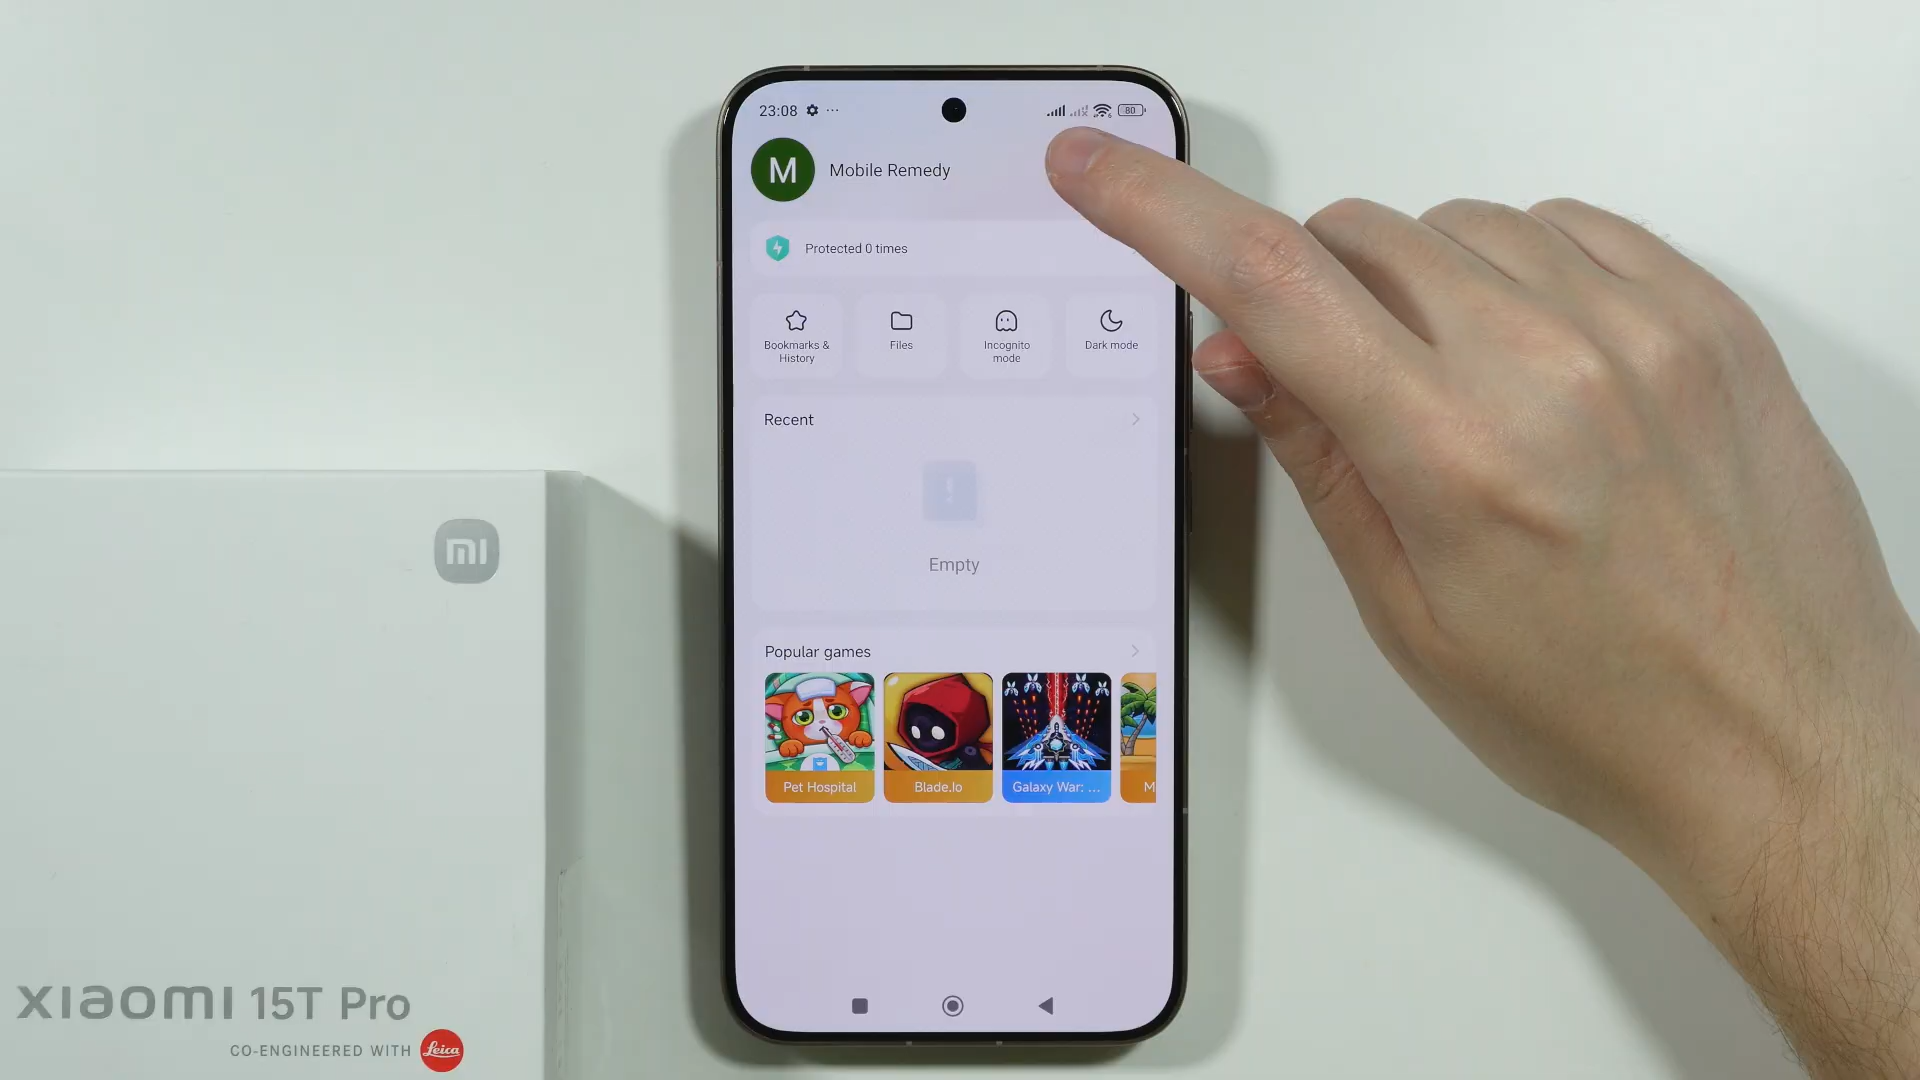 23:08
80
M
Mobile Remedy
Protected 0 times
Bookmarks &
History
Files
Incognito
mode
Dark mode
Recent
Empty
Popular games
Pet Hospital
Blade.Io
Galaxy War: ...
M
mi
xiaomi 15T Pro
CO-ENGINEERED WITH
Leica